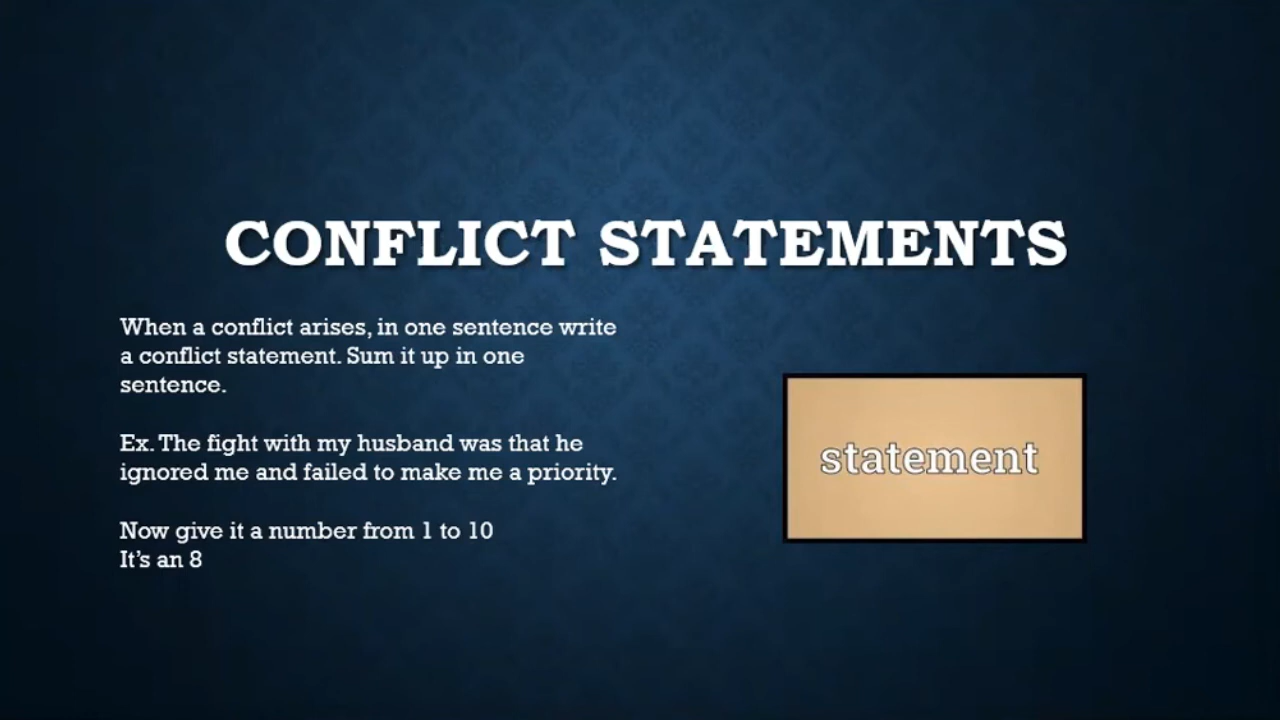 CONFLICT STATEMENTS
When a conflict arises, in one sentence write
a conflict statement. Sum it up in one
sentence.
Ex. The fight with my husband was that he
ignored me and failed to make me a priority.
Now give it a number from 1 to 10
It's an 8
statement